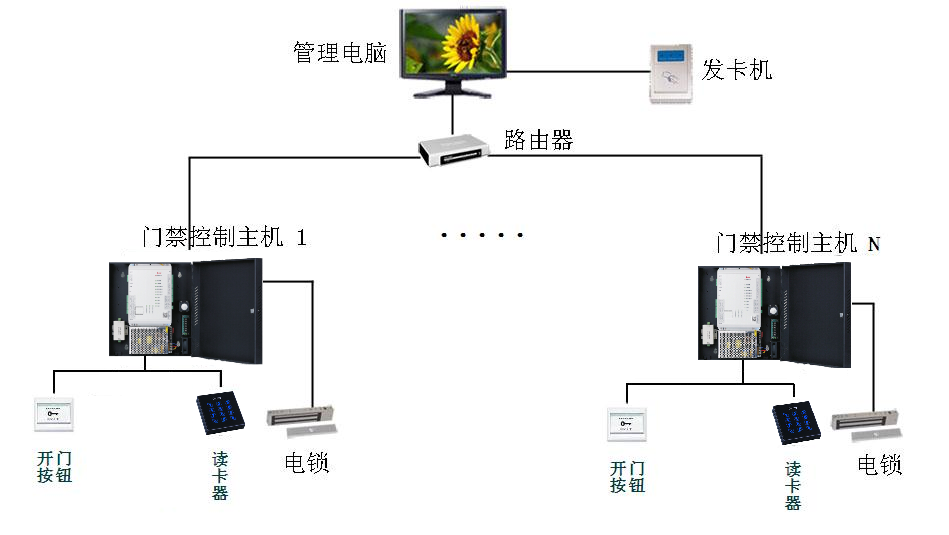 管理电脑
发卡机
路由器
门禁控制主机 1
· · · · ·
门禁控制主机 N
开门
按钮
读
卡
器
电锁
开门
按钮
读
卡
器
电锁